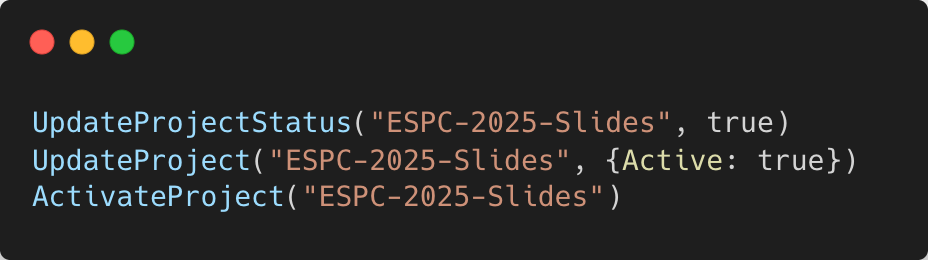 UpdateProjectStatus("ESPC-2025-Slides", true)
UpdateProject("ESPC-2025-Slides", {Active: true})
ActivateProject("ESPC-2025-Slides")